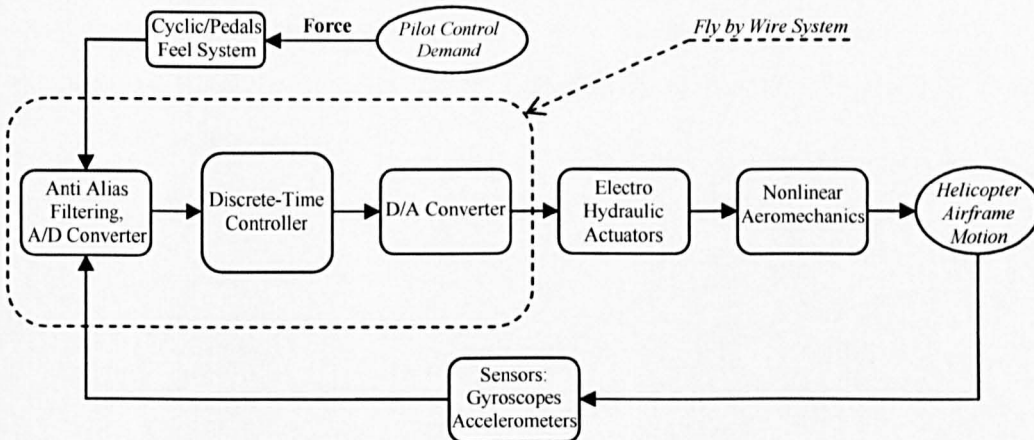 Cyclic/Pedals
Feel System
Force
Pilot Control
Demand
Fly by Wire System
Anti Alias
Filtering,
A/D Converter
Discrete-Time
Controller
D/A Converter
Electro
Hydraulic
Actuators
Nonlinear
Aeromechanics
Helicopter
Airframe
Motion
Sensors:
Gyroscopes
Accelerometers